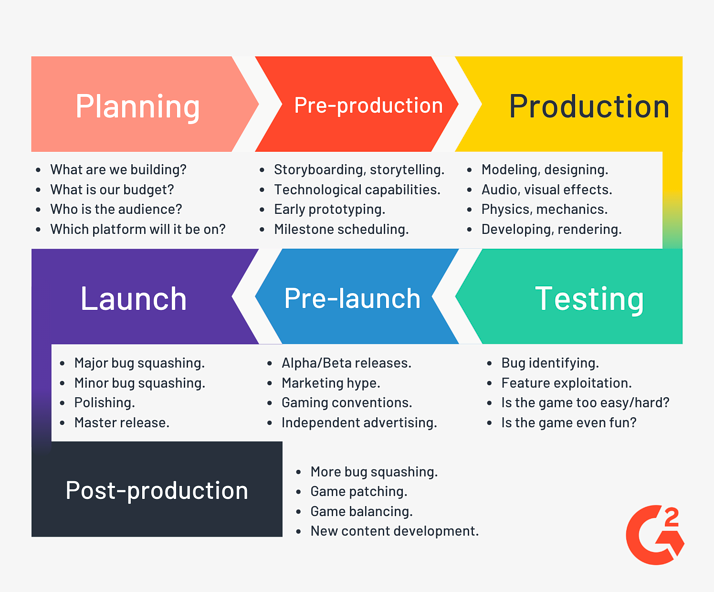 Planning
Pre-production
Production
• What are we building?
• What is our budget?
• Who is the audience?
• Which platform will it be on?
• Storyboarding, storytelling.
• Technological capabilities.
• Early prototyping.
• Milestone scheduling.
• Modeling, designing.
• Audio, visual effects.
• Physics, mechanics.
• Developing, rendering.
Testing
Pre-launch
Launch
• Bug identifying.
• Feature exploitation.
• Is the game too easy/hard?
• Is the game even fun?
• Alpha/Beta releases.
• Marketing hype.
• Gaming conventions.
• Independent advertising.
• Major bug squashing.
• Minor bug squashing.
• Polishing.
• Master release.
Post-production
• More bug squashing.
• Game patching.
• Game balancing.
• New content development.
G2